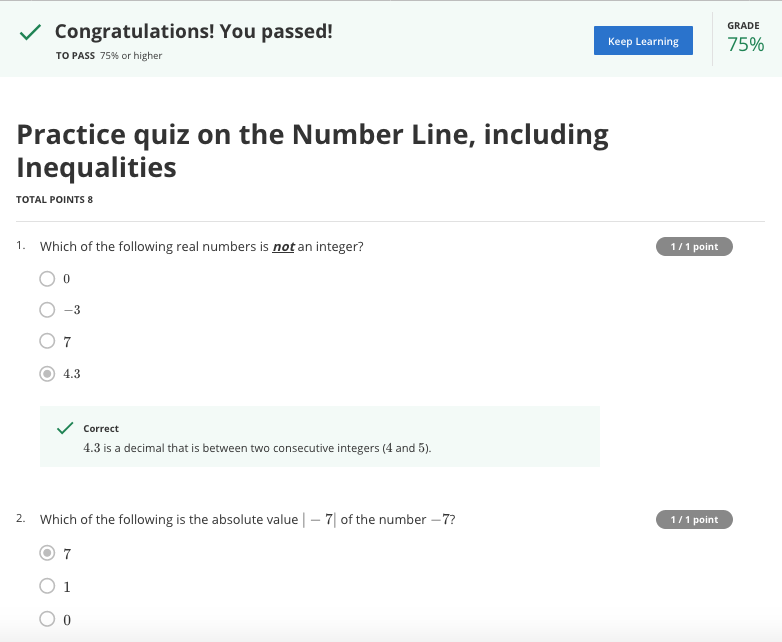 Congratulations! You passed!
TO PASS 75% or higher
Keep Learning
GRADE
75%
Practice quiz on the Number Line, including
Inequalities
TOTAL POINTS 8
1. Which of the following real numbers is not an integer?
1 / 1 point
0
−3
7
4.3
Correct
4.3 is a decimal that is between two consecutive integers (4 and 5).
2. Which of the following is the absolute value | − 7| of the number −7?
1 / 1 point
7
1
0